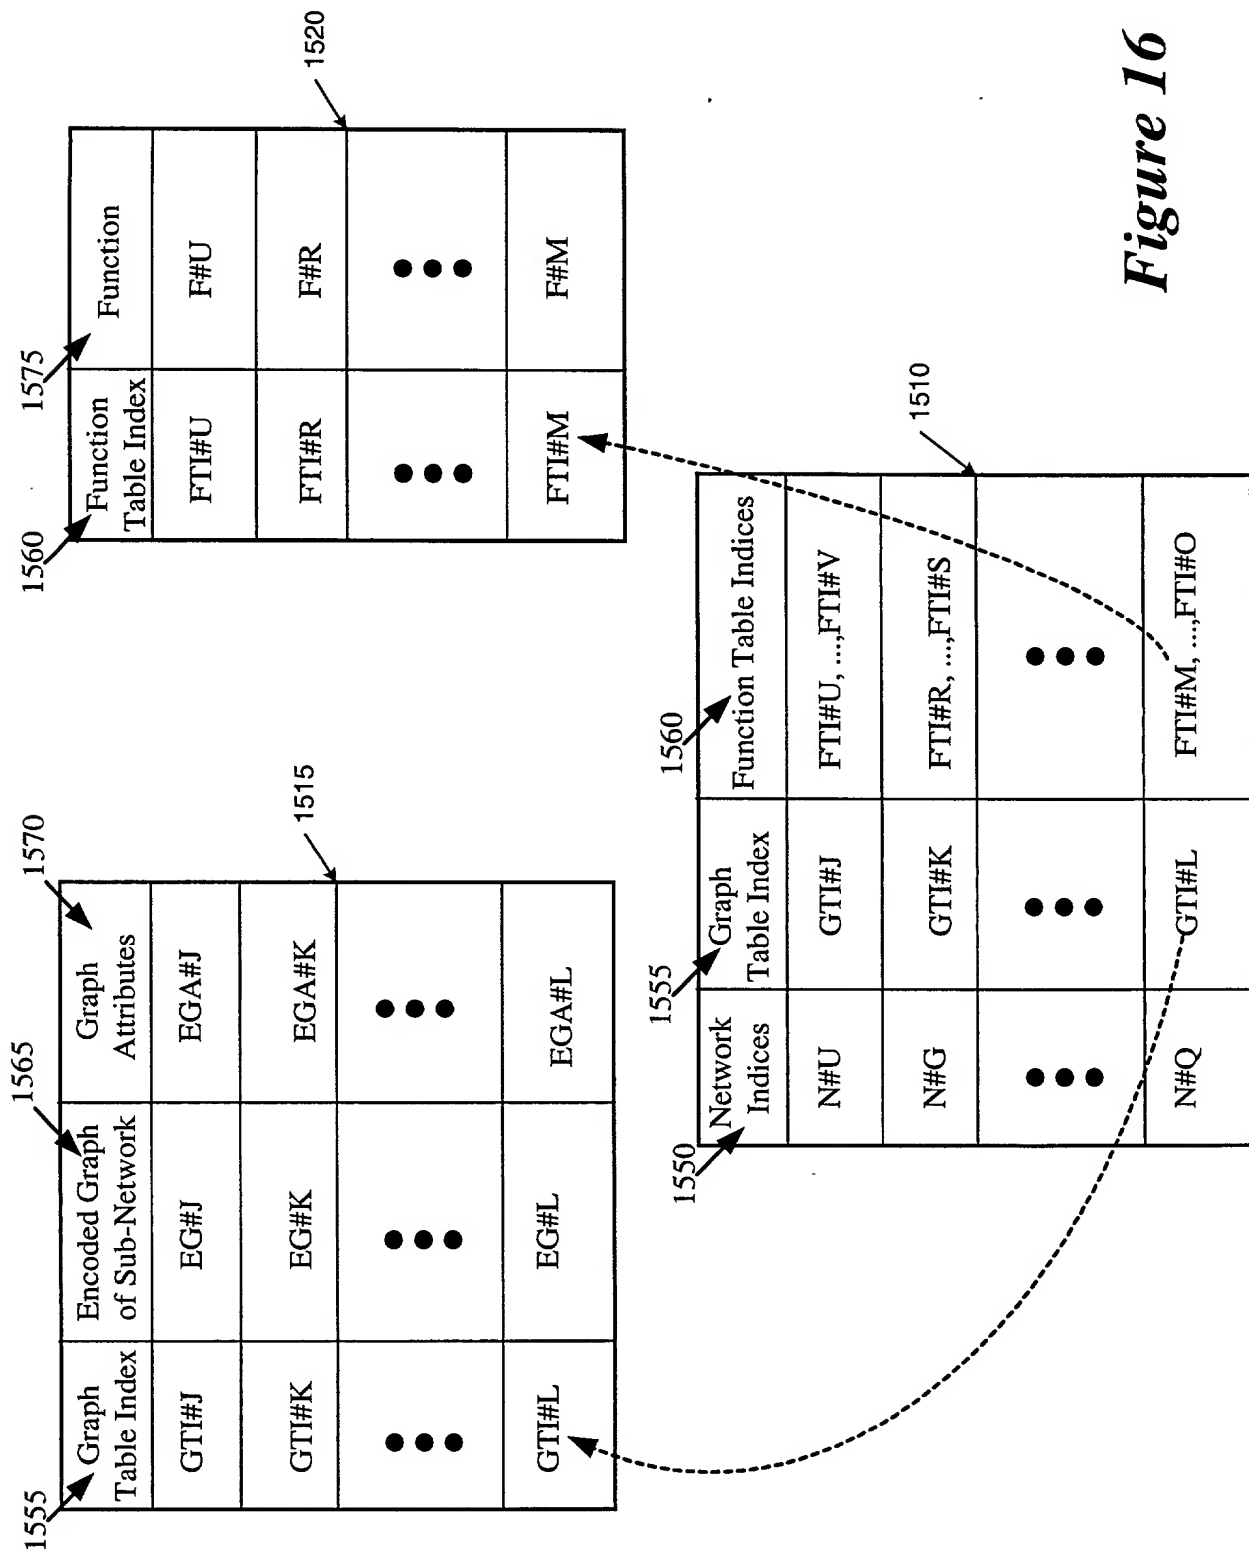 1555
1565
1570
Graph
Table Index
Encoded Graph
of Sub-Network
Graph
Attributes
GTI#J
EG#J
EGA#J
GTI#K
EG#K
EGA#K
GTI#L
EG#L
EGA#L
1515
1560
1575
Function
Table Index
Function
FTI#U
F#U
FTI#R
F#R
FTI#M
F#M
1520
1550
1555
1560
Network
Indices
Graph
Table Index
Function Table Indices
N#U
GTI#J
FTI#U, ...,FTI#V
N#G
GTI#K
FTI#R, ...,FTI#S
N#Q
GTI#L
FTI#M, ...,FTI#O
1510
Figure 16